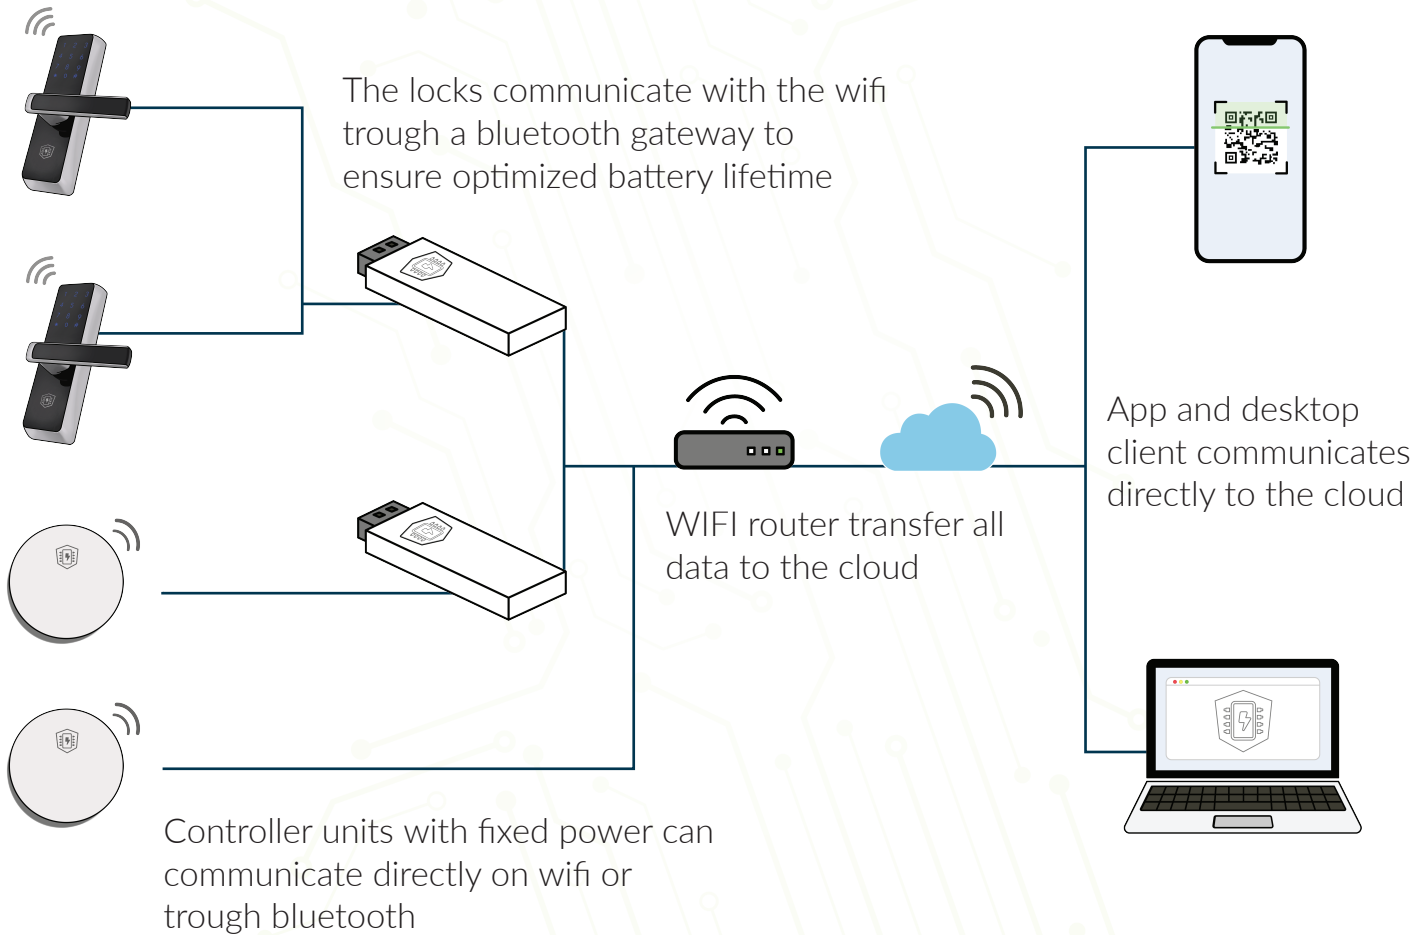 The locks communicate with the wifi
trough a bluetooth gateway to
ensure optimized battery lifetime
App and desktop
client communicates
directly to the cloud
WIFI router transfer all
data to the cloud
Controller units with fixed power can
communicate directly on wifi or
trough bluetooth